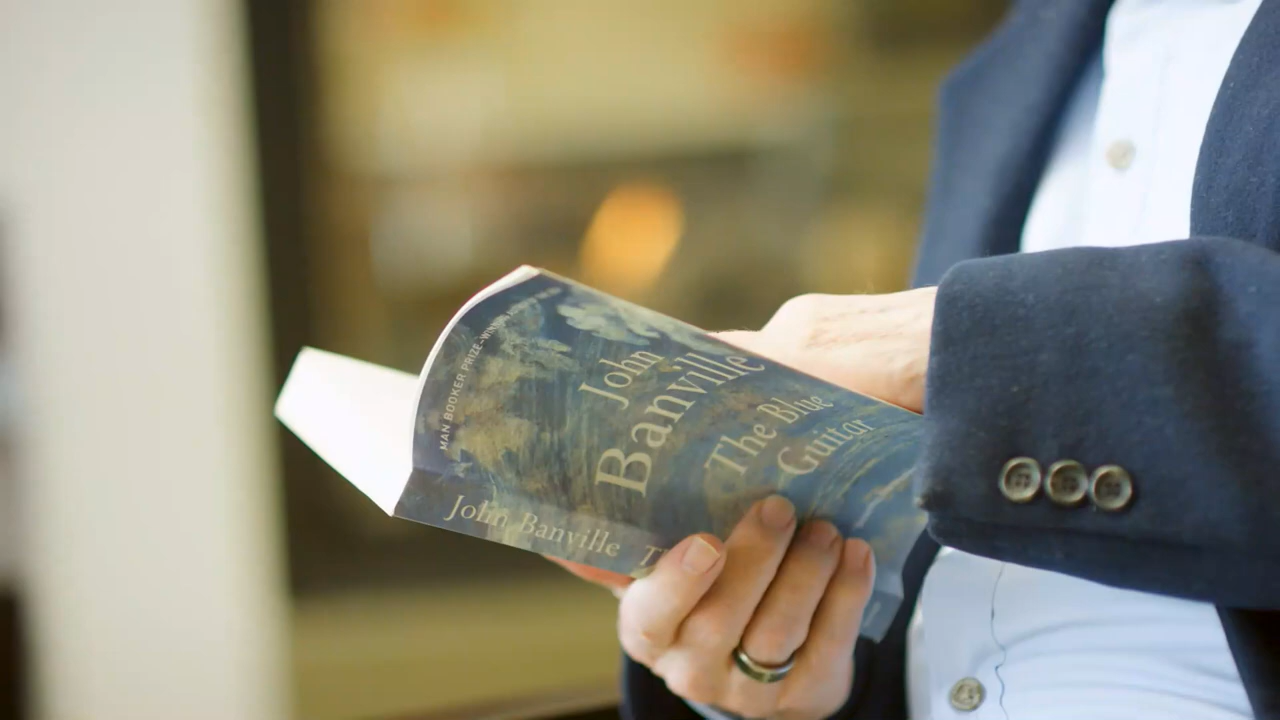 MAN BOOKER PRIZE-WINNING
John
Banville
The Blue
Guitar
John Banville